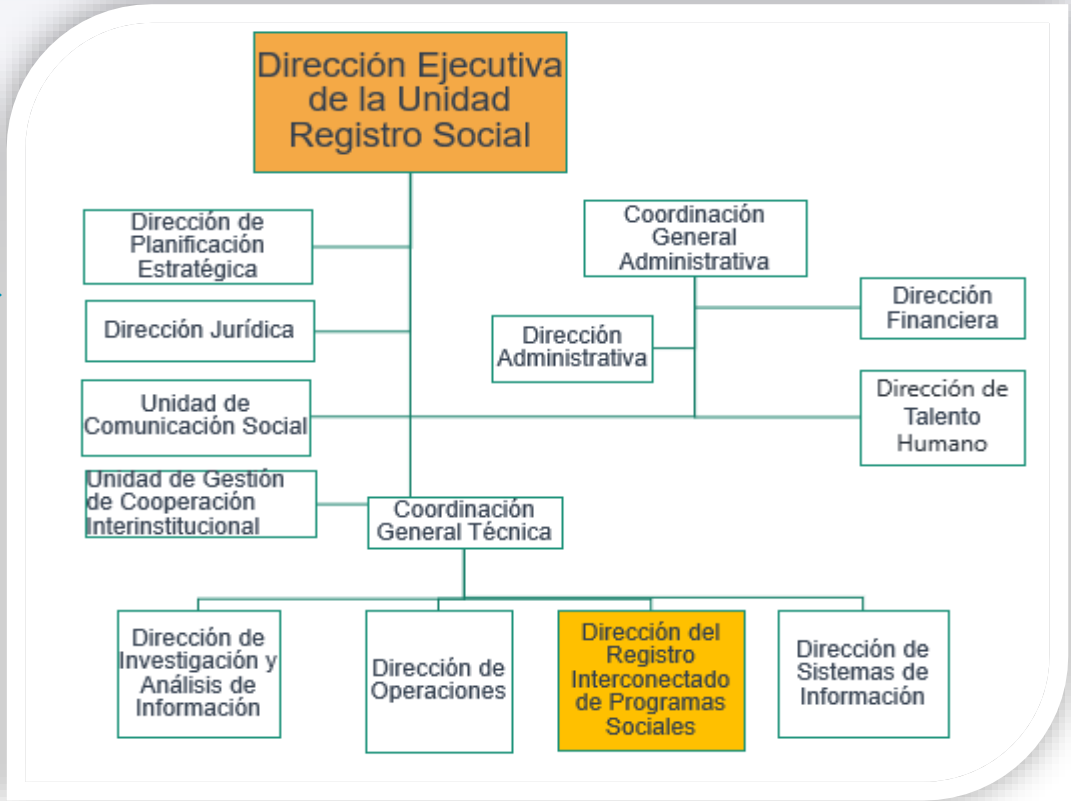 Dirección Ejecutiva
de la Unidad
Registro Social
Dirección de
Planificación
Estratégica
Coordinación
General
Administrativa
Dirección
Financiera
Dirección Jurídica
Dirección
Administrativa
Unidad de
Comunicación Social
Dirección de
Talento
Humano
Unidad de Gestión
de Cooperación
Interinstitucional
Coordinación
General Técnica
Dirección de
Investigación y
Análisis de
Información
Dirección de
Operaciones
Dirección del
Registro
Interconectado
de Programas
Sociales
Dirección de
Sistemas de
Información